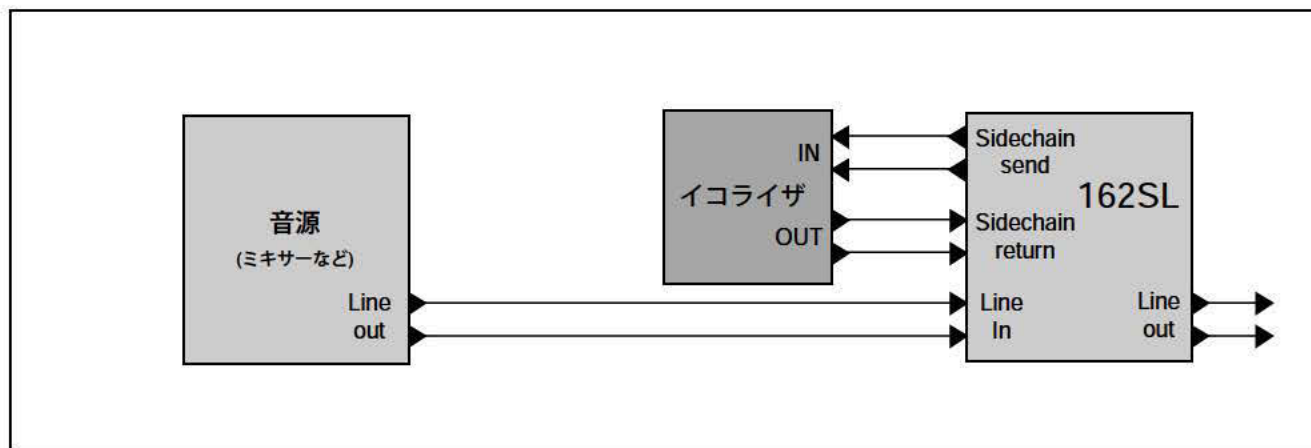 音源
(ミキサーなど)
Line
out
IN
イコライザ
OUT
Sidechain
send
162SL
Sidechain
return
Line
In
Line
out